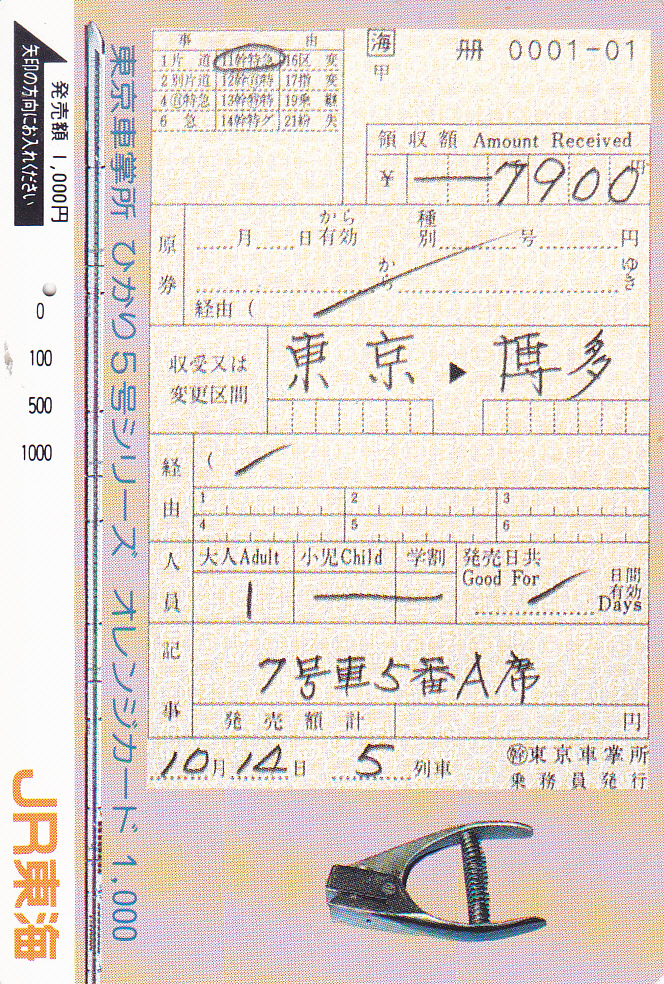 矢印の方向にお入れください
発売額 1,000円
0
100
500
1000
JR東海
東京車掌所 ひかり5号シリーズ オレンジカード 1,000
事 由
1片道 11幹特急 16区変
2別片道 12幹自特 17指変
4自特急 13幹特特 19乗継
6 急 14幹特グ 21紛失
海
甲
册 0001-01
領収額 Amount Received
¥ 7900 円
原券
月 日 から有効 種別 号 円
から ゆき
経由 (
収受又は変更区間
東京 ▶ 博多
経由
(
1 2 3
4 5 6
人員
大人Adult 小児Child 学割 発売日共
Good For 日間有効
1 Days
記事
7号車5番A席
発売額計 円
10月14日 5列車
幹東京車掌所
乗務員発行